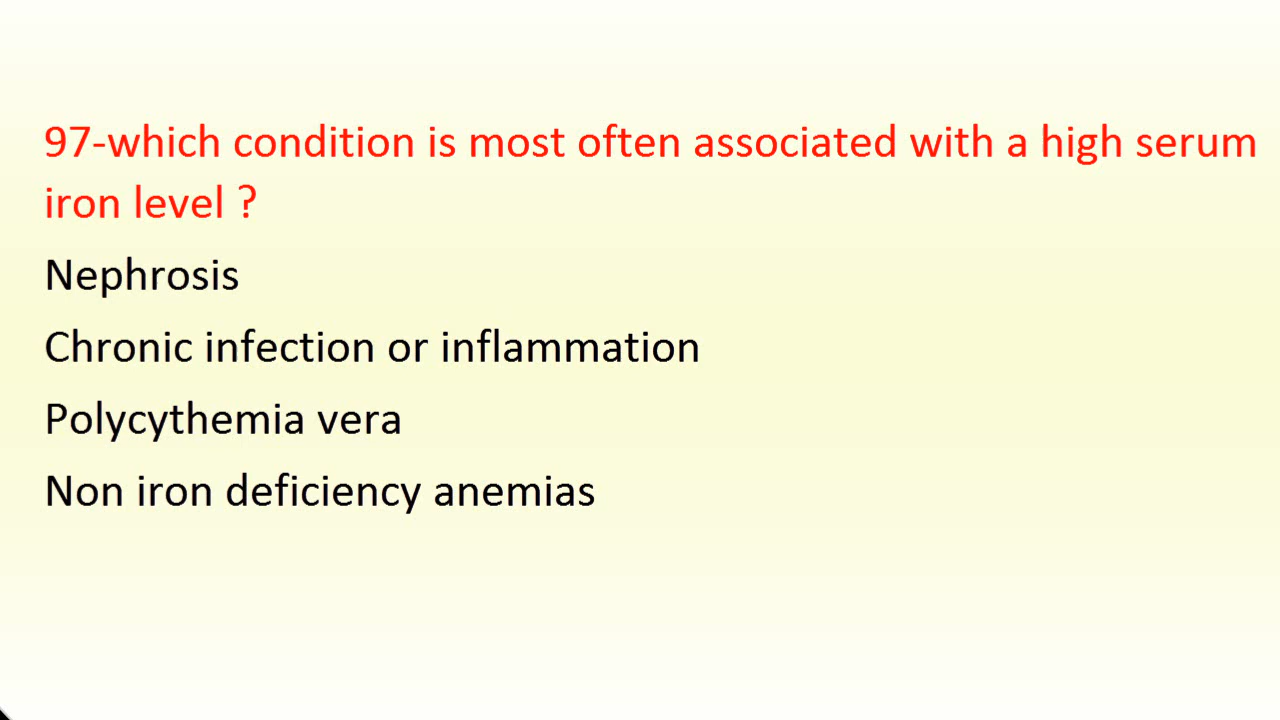 97-which condition is most often associated with a high serum
iron level ?
Nephrosis
Chronic infection or inflammation
Polycythemia vera
Non iron deficiency anemias